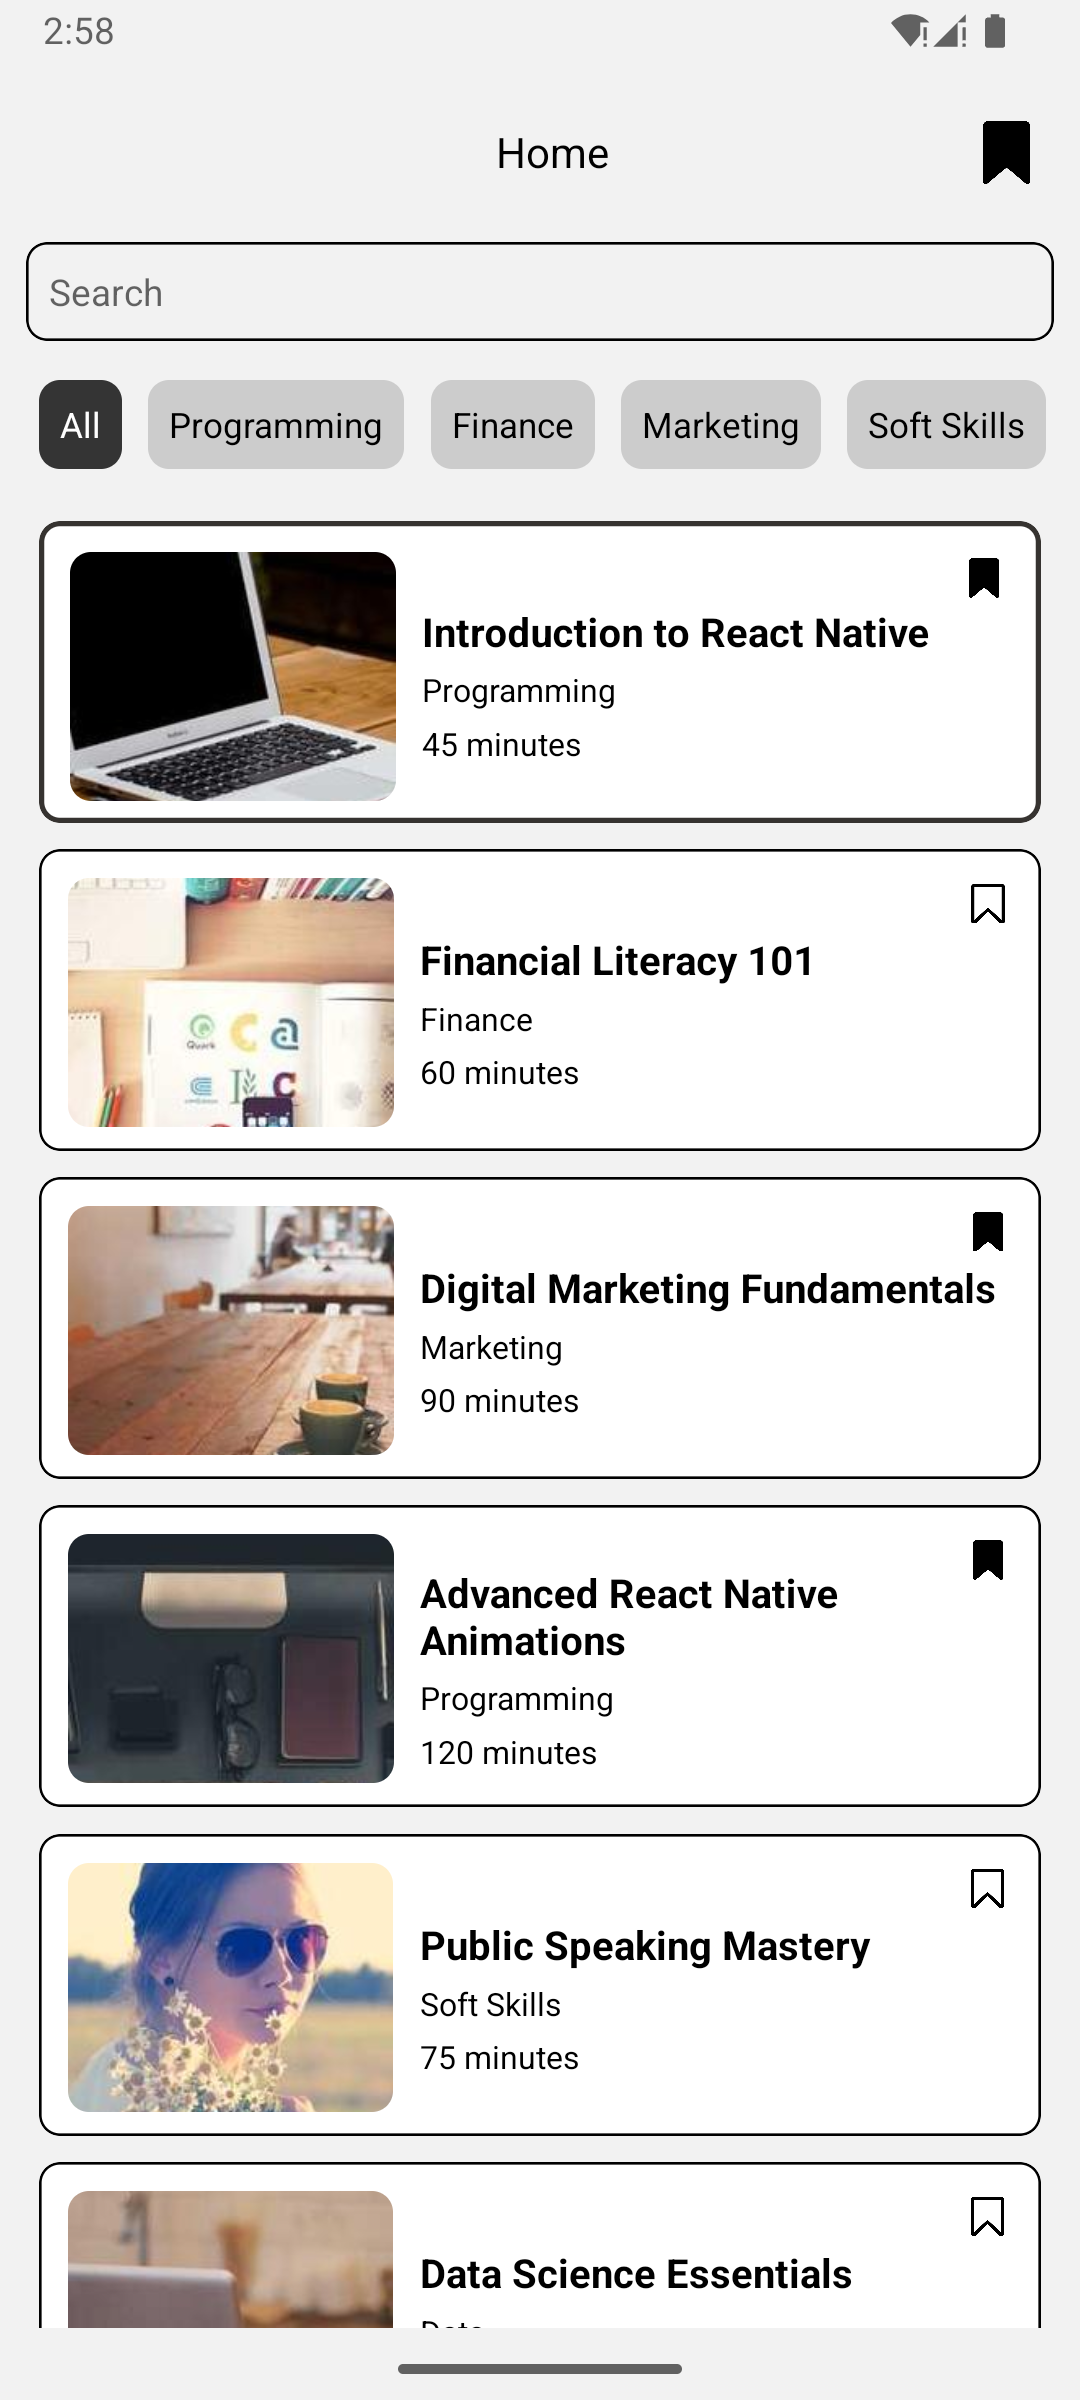 2:58
Home
Search
All
Programming
Finance
Marketing
Soft Skills
Introduction to React Native
Programming
45 minutes
Financial Literacy 101
Finance
60 minutes
Quark
Digital Marketing Fundamentals
Marketing
90 minutes
Advanced React Native
Animations
Programming
120 minutes
Public Speaking Mastery
Soft Skills
75 minutes
Data Science Essentials
Data